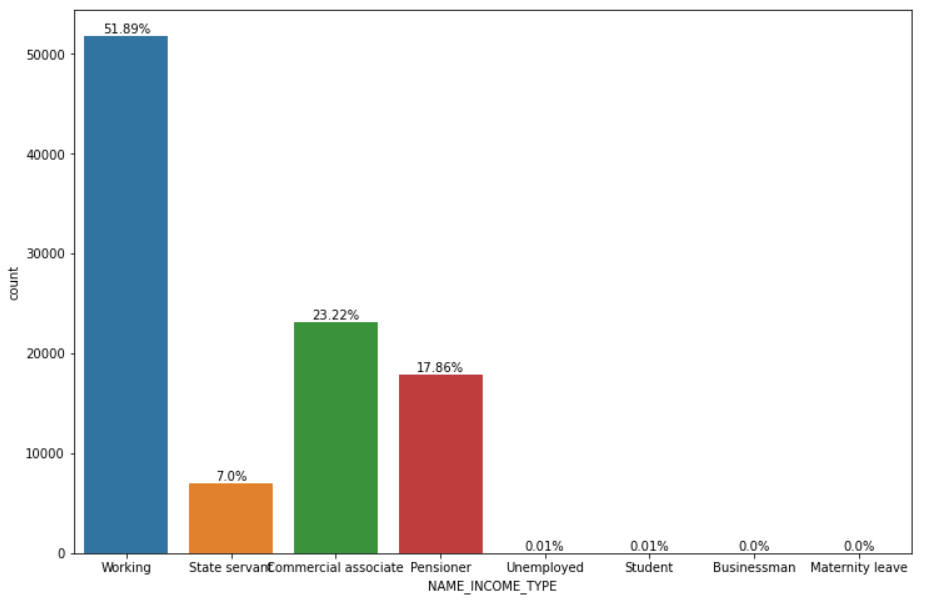 51.89%
50000
40000
30000
23.22%
20000
17.86%
10000
7.0%
0.01% 0.01% 0.0% 0.0%
0
Working State servant Commercial associate Pensioner Unemployed Student Businessman Maternity leave
NAME_INCOME_TYPE
count